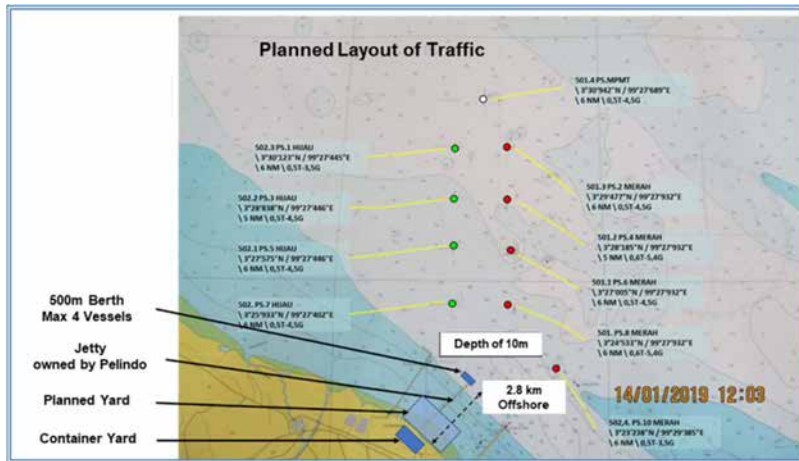 Planned Layout of Traffic
501.4 PS.MPMT
\ 3°30'942"N / 99°27'689"E
\ 6 NM \ 0,5T-4,5G
502.3 PS.1 HIJAU
\ 3°30'123"N / 99°27'445"E
\ 6 NM \ 0,5T-3,5G
501.3 PS.2 MERAH
\ 3°29'477"N / 99°27'932"E
\ 6 NM \ 0,5T-4,5G
502.2 PS.3 HIJAU
\ 3°28'838"N / 99°27'446"E
\ 5 NM \ 0,5T-4,5G
501.2 PS.4 MERAH
\ 3°28'185"N / 99°27'932"E
\ 5 NM \ 0,6T-5,4G
502.1 PS.5 HIJAU
\ 3°27'575"N / 99°27'446"E
\ 6 NM \ 0,5T-4,5G
503.1 PS.6 MERAH
\ 3°27'005"N / 99°27'932"E
\ 6 NM \ 0,5T-4,5G
502. PS.7 HIJAU
\ 3°25'933"N / 99°27'402"E
\ 6 NM \ 0,5T-4,5G
501. PS.8 MERAH
\ 3°24'533"N / 99°27'932"E
\ 6 NM \ 0,6T-5,4G
500m Berth
Max 4 Vessels
Jetty
owned by Pelindo
Planned Yard
Container Yard
Depth of 10m
2.8 km
Offshore
14/01/2019 12:03
502,4. PS.10 MERAH
\ 3°23'238"N / 99°29'385"E
\ 6 NM \ 0,5T-3,5G